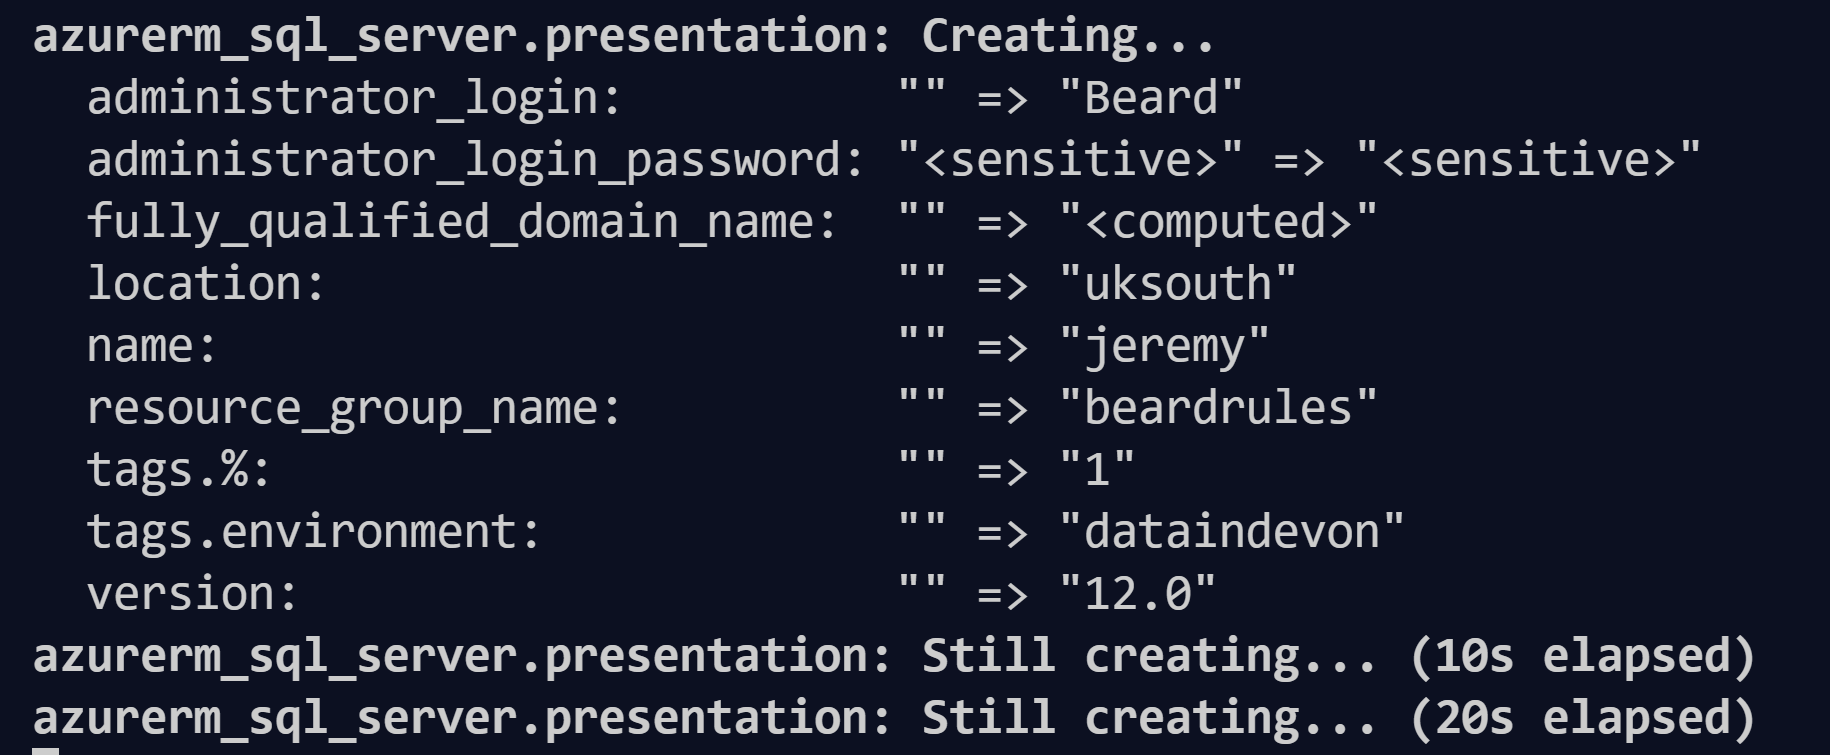 azurerm_sql_server.presentation: Creating...
  administrator_login:          "" => "Beard"
  administrator_login_password: "<sensitive>" => "<sensitive>"
  fully_qualified_domain_name:  "" => "<computed>"
  location:                     "" => "uksouth"
  name:                         "" => "jeremy"
  resource_group_name:          "" => "beardrules"
  tags.%:                       "" => "1"
  tags.environment:             "" => "dataindevon"
  version:                      "" => "12.0"
azurerm_sql_server.presentation: Still creating... (10s elapsed)
azurerm_sql_server.presentation: Still creating... (20s elapsed)